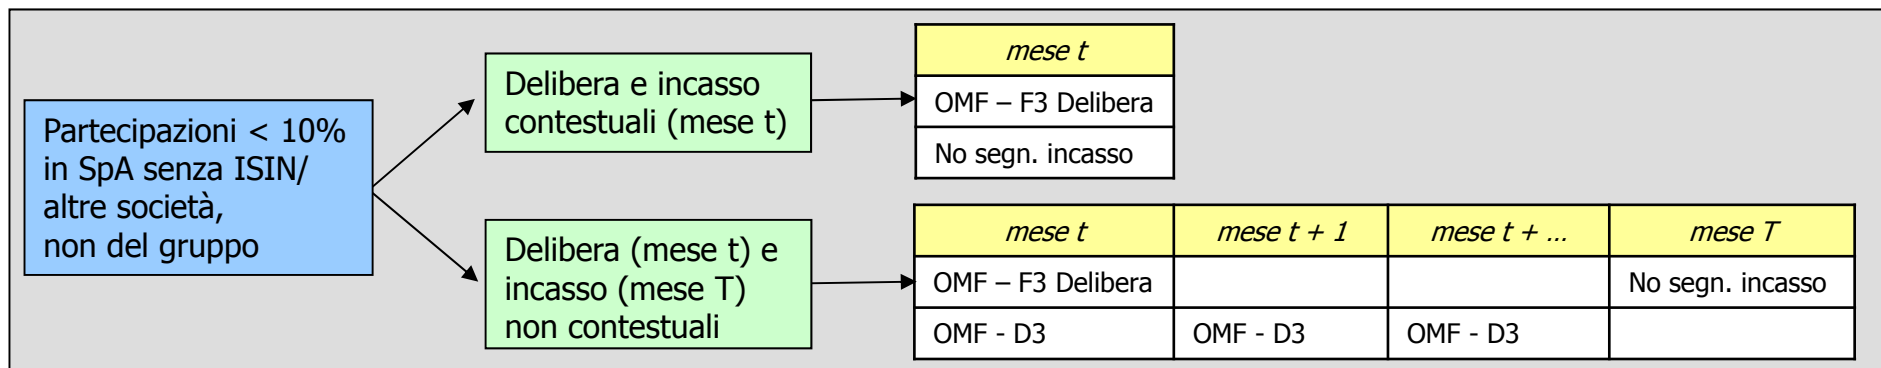 Partecipazioni < 10%
in SpA senza ISIN/
altre società,
non del gruppo
Delibera e incasso
contestuali (mese t)
mese t
OMF – F3 Delibera
No segn. incasso
Delibera (mese t) e
incasso (mese T)
non contestuali
mese t mese t + 1 mese t + ... mese T
OMF – F3 Delibera No segn. incasso
OMF - D3 OMF - D3 OMF - D3